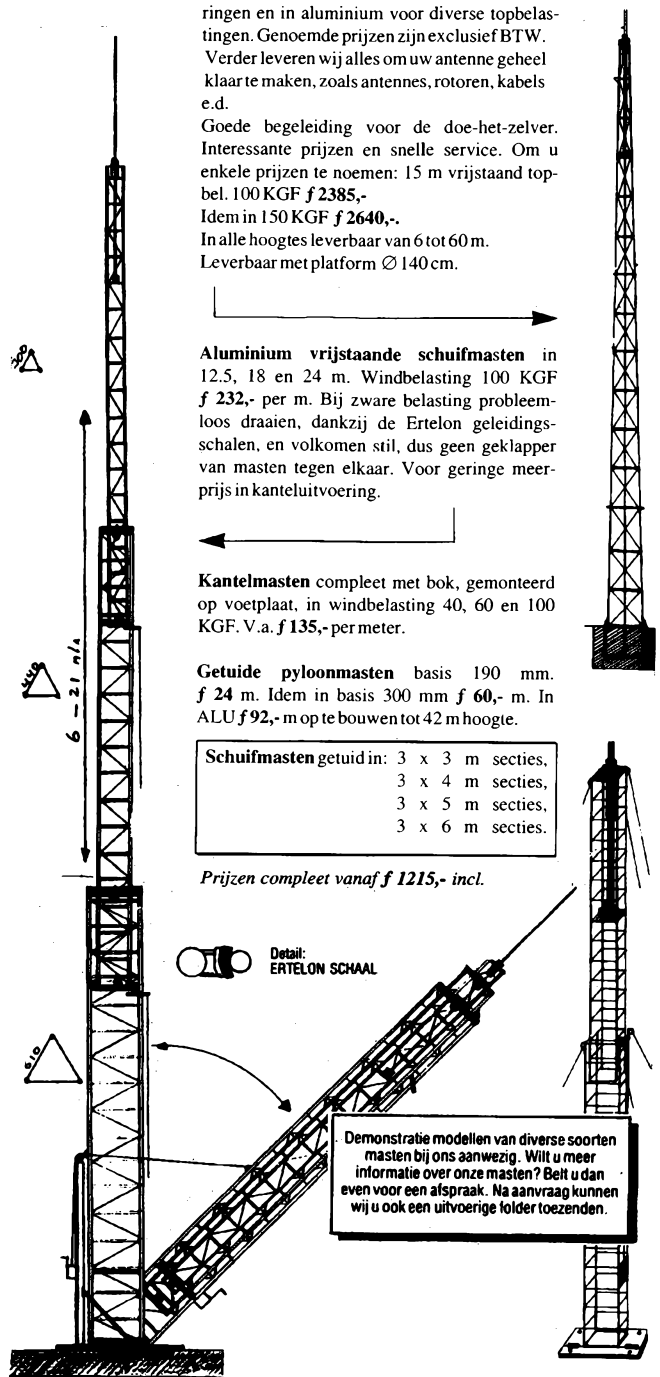 ringen en in aluminium voor diverse topbelas-
tingen. Genoemde prijzen zijn exclusief BTW.
Verder leveren wij alles om uw antenne geheel
klaar te maken, zoals antennes, rotoren, kabels
e.d.
Goede begeleiding voor de doe-het-zelver.
Interessante prijzen en snelle service. Om u
enkele prijzen te noemen: 15 m vrijstaand top-
bel. 100 KGF ƒ 2385,-
Idem in 150 KGF ƒ 2640,-.
In alle hoogtes leverbaar van 6 tot 60 m.
Leverbaar met platform ∅ 140 cm.
300
Aluminium vrijstaande schuifmasten in
12.5, 18 en 24 m. Windbelasting 100 KGF
ƒ 232,- per m. Bij zware belasting probleem-
loos draaien, dankzij de Ertelon geleidings-
schalen, en volkomen stil, dus geen geklapper
van masten tegen elkaar. Voor geringe meer-
prijs in kanteluitvoering.
Kantelmasten compleet met bok, gemonteerd
op voetplaat, in windbelasting 40, 60 en 100
KGF. V.a. ƒ 135,- per meter.
440
6 - 21
Getuide pyloonmasten basis 190 mm.
ƒ 24 m. Idem in basis 300 mm ƒ 60,- m. In
ALU ƒ 92,- m op te bouwen tot 42 m hoogte.
Schuifmasten getuid in: 3 x 3 m secties,
3 x 4 m secties,
3 x 5 m secties,
3 x 6 m secties.
Prijzen compleet vanaf ƒ 1215,- incl.
Detail:
ERTELON SCHAAL
610
Demonstratie modellen van diverse soorten
masten bij ons aanwezig. Wilt u meer
informatie over onze masten? Belt u dan
even voor een afspraak. Na aanvraag kunnen
wij u ook een uitvoerige folder toezenden.